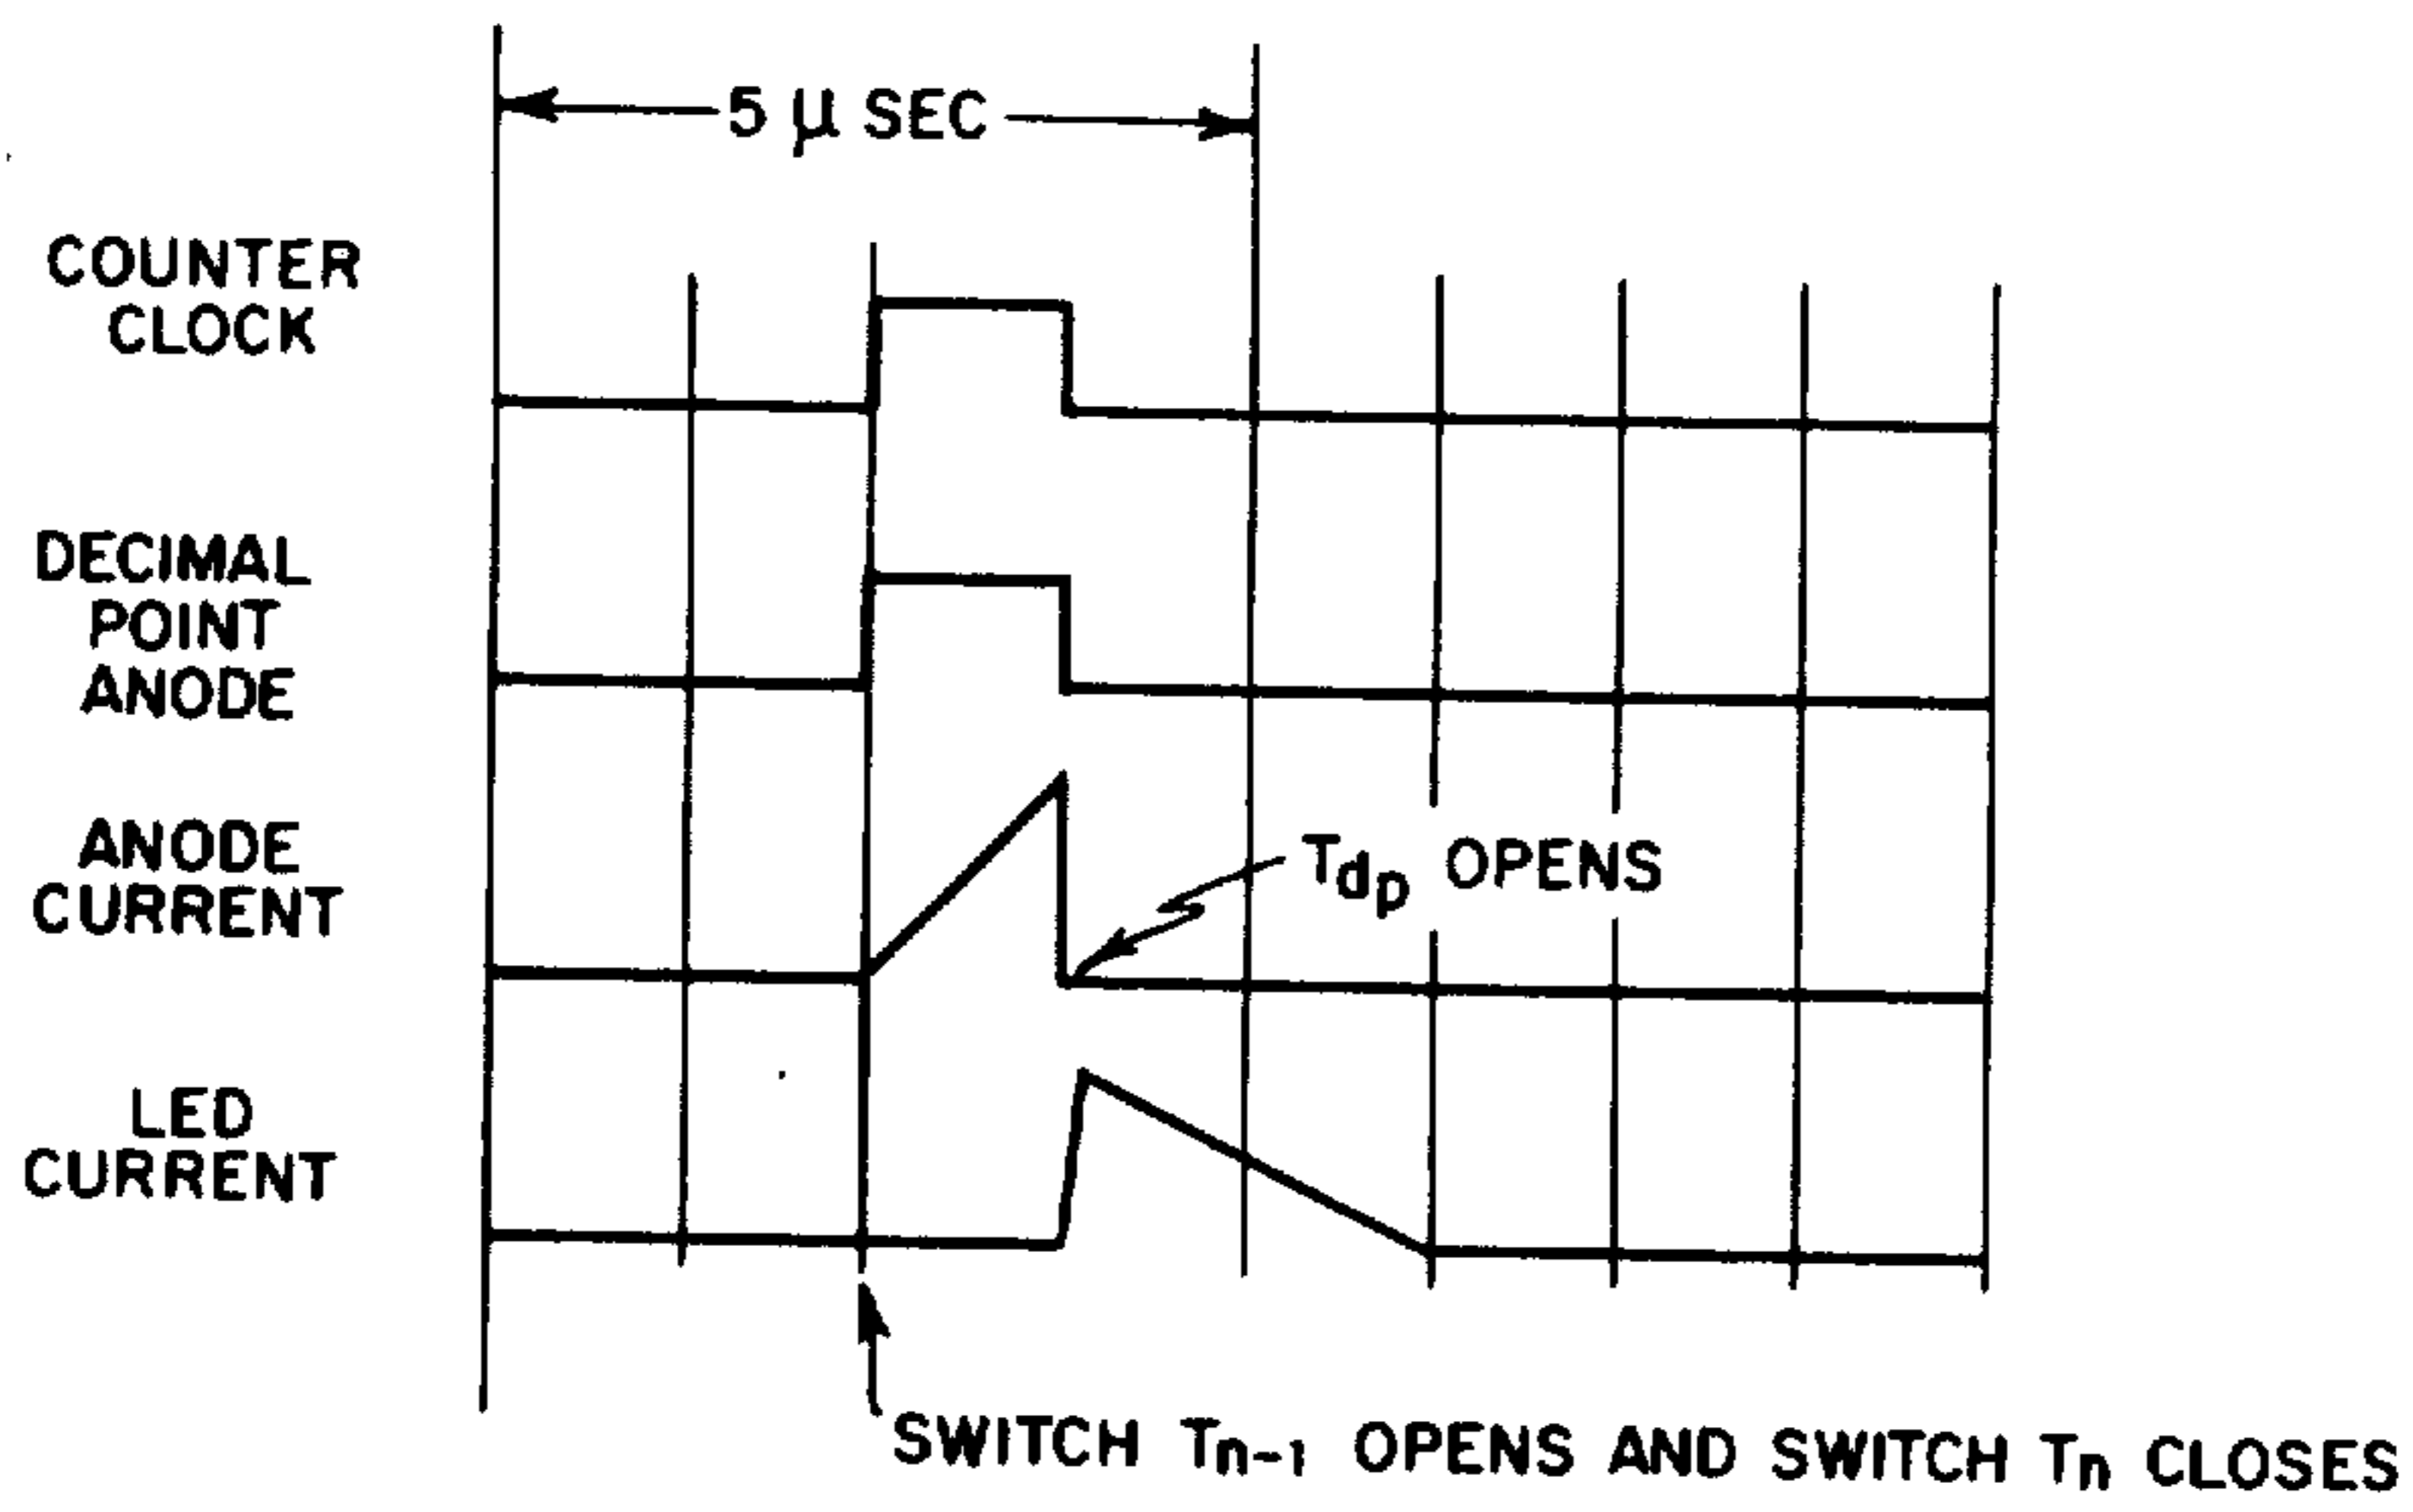 5 μ SEC
COUNTER
CLOCK
DECIMAL
POINT
ANODE
ANODE
CURRENT
Tdp OPENS
LED
CURRENT
SWITCH Tn-1 OPENS AND SWITCH Tn CLOSES